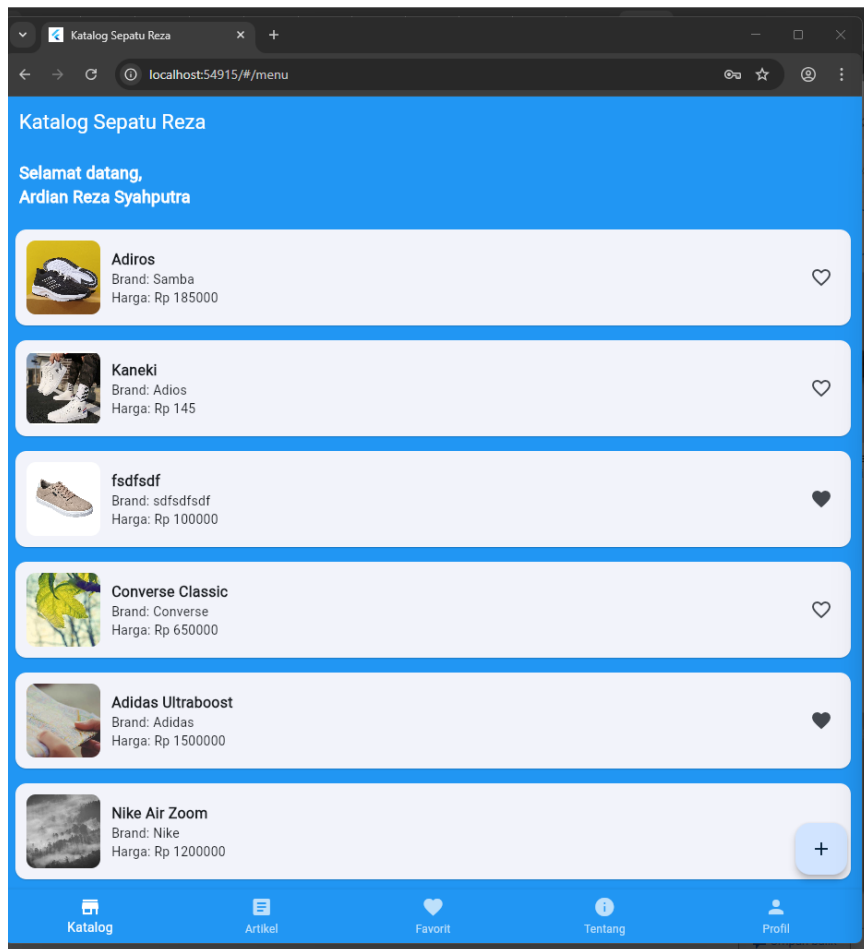 Katalog Sepatu Reza
localhost:54915/#/menu
Katalog Sepatu Reza
Selamat datang,
Ardian Reza Syahputra
Adiros
Brand: Samba
Harga: Rp 185000
Kaneki
Brand: Adios
Harga: Rp 145
fsdfsdf
Brand: sdfsdfsdf
Harga: Rp 100000
Converse Classic
Brand: Converse
Harga: Rp 650000
Adidas Ultraboost
Brand: Adidas
Harga: Rp 1500000
Nike Air Zoom
Brand: Nike
Harga: Rp 1200000
Katalog Artikel Favorit Tentang Profil